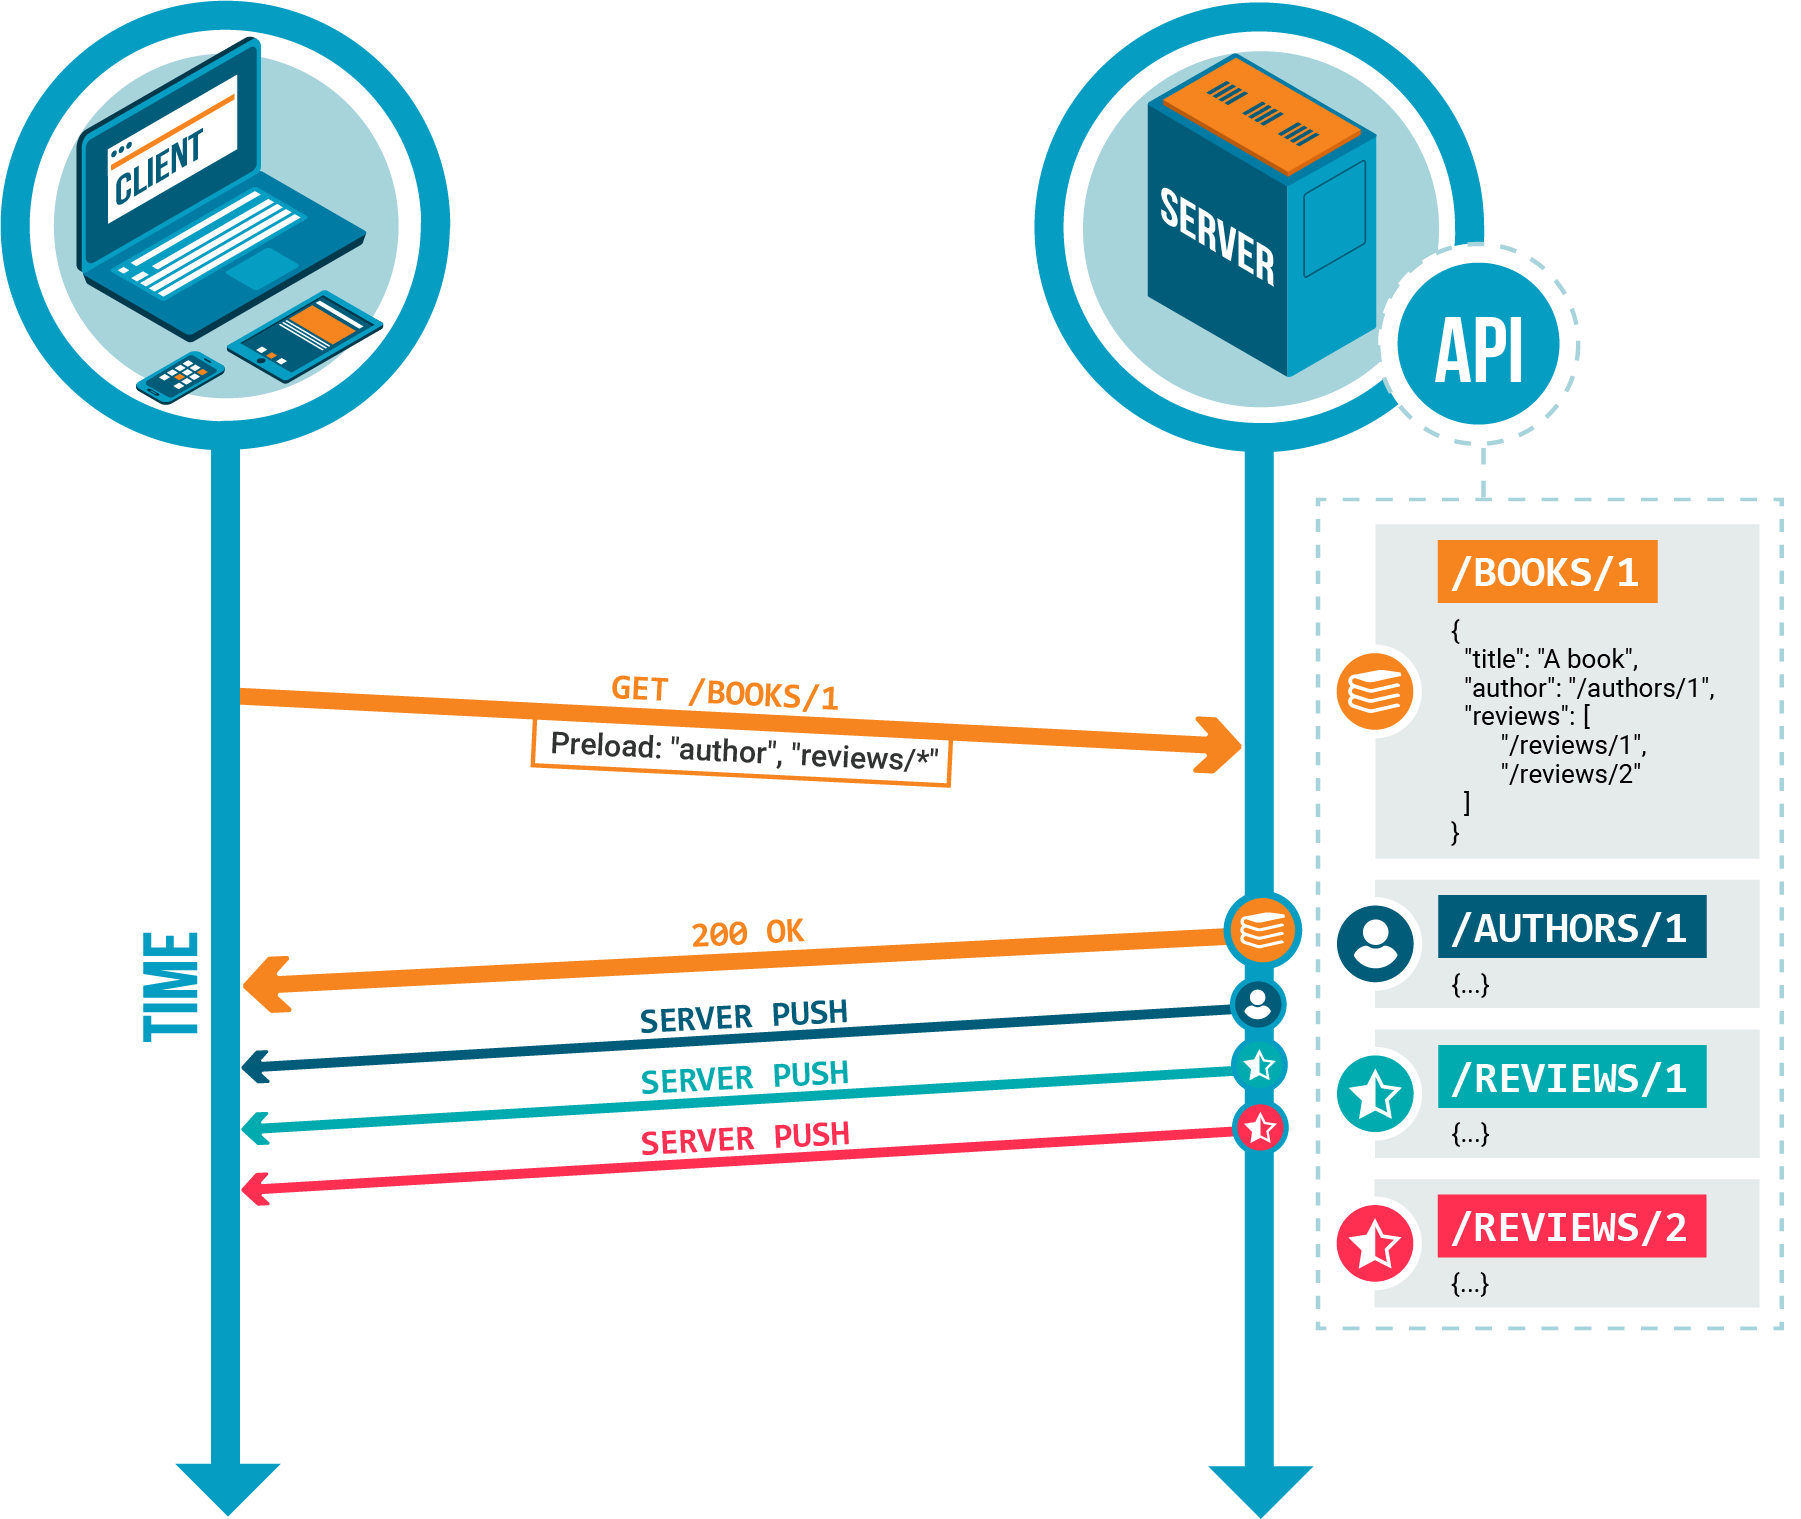 CLIENT
SERVER
API
/BOOKS/1
{
"title": "A book",
"author": "/authors/1",
"reviews": [
"/reviews/1",
"/reviews/2"
]
}
GET /BOOKS/1
Preload: "author", "reviews/*"
TIME
200 OK
SERVER PUSH
SERVER PUSH
SERVER PUSH
/AUTHORS/1
{...}
/REVIEWS/1
{...}
/REVIEWS/2
{...}